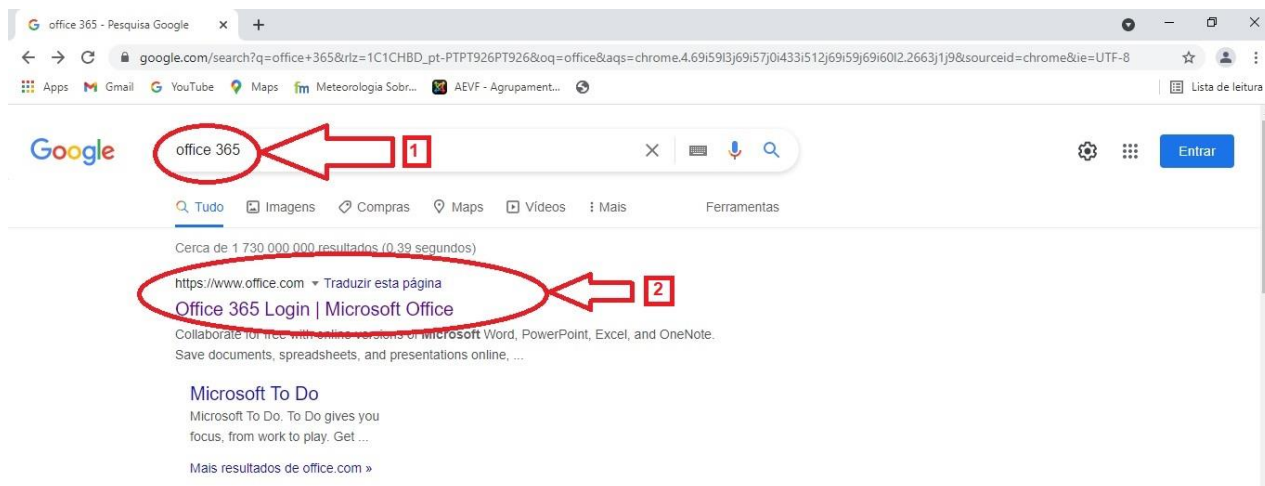 office 365 - Pesquisa Google
google.com/search?q=office+365&rlz=1C1CHBD_pt-PTPT926PT926&oq=office&aqs=chrome.4.69i59l3j69i57j0i433i512j69i59j69i60l2.2663j1j9&sourceid=chrome&ie=UTF-8
Apps Gmail YouTube Maps fm Meteorologia Sobr... AEVF - Agrupament... Lista de leitura
Google office 365 1 Entrar
Tudo Imagens Compras Maps Vídeos Mais Ferramentas
Cerca de 1 730 000 000 resultados (0,39 segundos)
https://www.office.com Traduzir esta página 2
Office 365 Login | Microsoft Office
Collaborate for free with online versions of Microsoft Word, PowerPoint, Excel, and OneNote.
Save documents, spreadsheets, and presentations online, ...
Microsoft To Do
Microsoft To Do. To Do gives you
focus, from work to play. Get ...
Mais resultados de office.com »